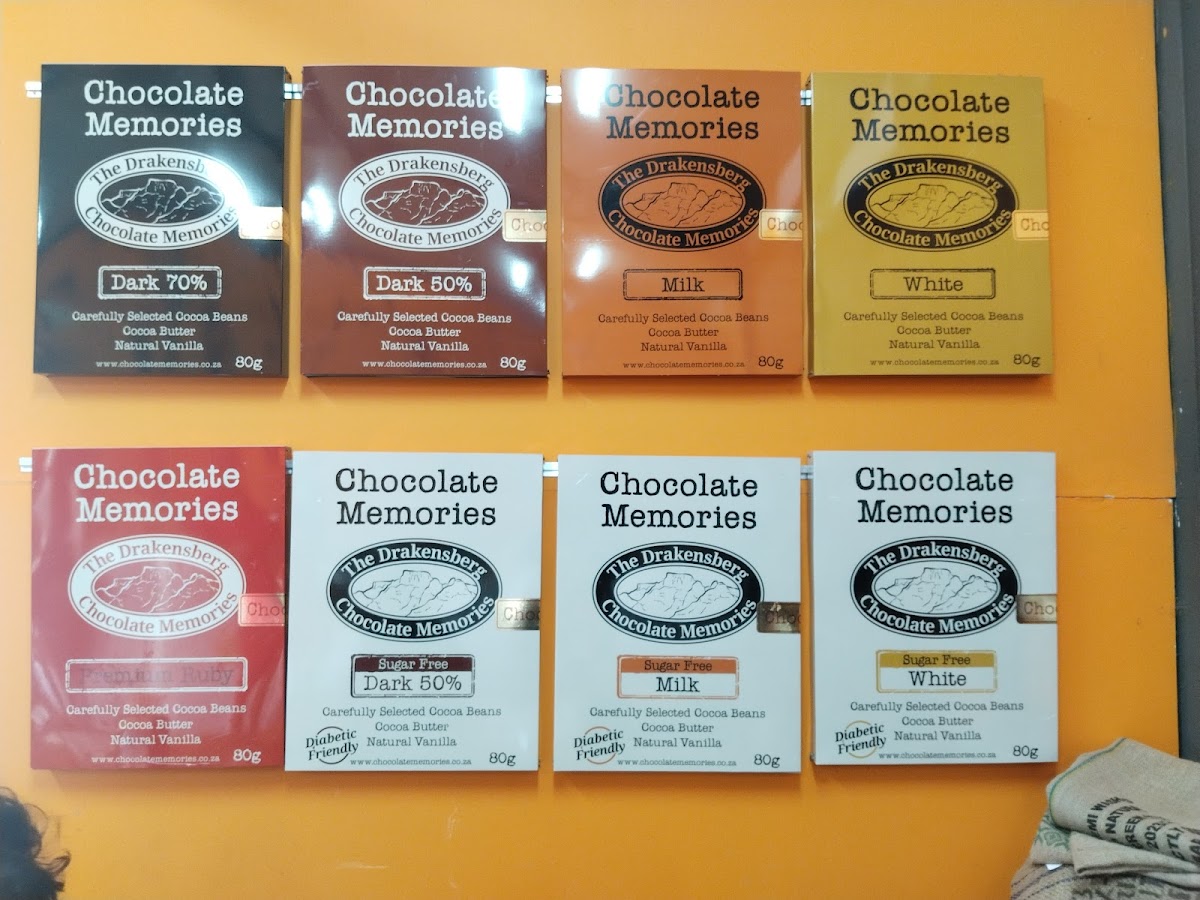 Chocolate
Memories
The Drakensb
Chocolate Memories
Dark 70%
Carefully Selected Cocoa Beans
Cocoa Butter
Natural Vanilla
www.chocolatememories.co.za 80g
Chocolate
Memories
The Drakensberg
Chocolate Memories
Choc
Dark 50%
Carefully Selected Cocoa Beans
Cocoa Butter
Natural Vanilla
www.chocolatememories.co.za 80g
Chocolate
Memories
The Drakensberg
Chocolate Memories
Choc
Milk
Carefully Selected Cocoa Beans
Cocoa Butter
Natural Vanilla
www.chocolatememories.co.za 80g
Chocolate
Memories
The Drakensberg
Chocolate Memories
Cho
White
Carefully Selected Cocoa Beans
Cocoa Butter
Natural Vanilla
www.chocolatememories.co.za 80g
Chocolate
Memories
The Drakensberg
Chocolate Memories
Choc
Premium Ruby
Carefully Selected Cocoa Beans
Cocoa Butter
Natural Vanilla
www.chocolatememories.co.za 80g
Chocolate
Memories
The Drakensberg
Chocolate Memories
Choc
Sugar Free
Dark 50%
Carefully Selected Cocoa Beans
Cocoa Butter
Natural Vanilla
Diabetic
Friendly
www.chocolatememories.co.za 80g
Chocolate
Memories
The Drakensberg
Chocolate Memories
Choc
Sugar Free
Milk
Carefully Selected Cocoa Beans
Cocoa Butter
Natural Vanilla
Diabetic
Friendly
www.chocolatememories.co.za 80g
Chocolate
Memories
The Drakensberg
Chocolate Memories
Choc
Sugar Free
White
Carefully Selected Cocoa Beans
Cocoa Butter
Natural Vanilla
Diabetic
Friendly
www.chocolatememories.co.za 80g